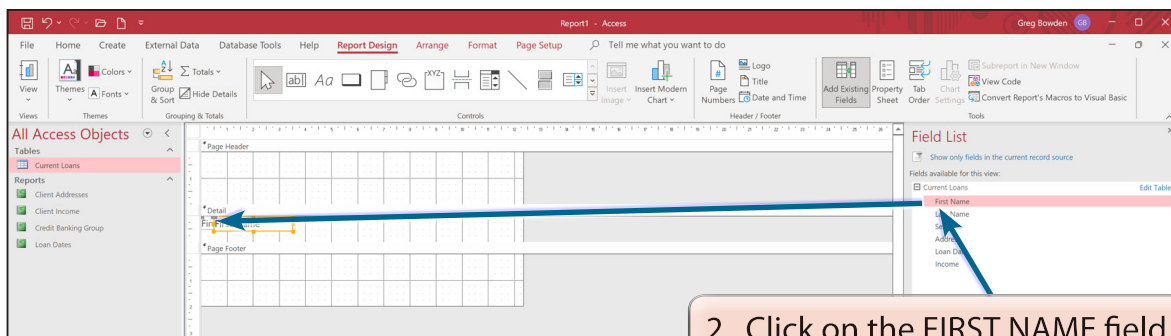 Report1 - Access
Greg Bowden GB
File Home Create External Data Database Tools Help Report Design Arrange Format Page Setup Tell me what you want to do
View
Themes
Colors
Fonts
Group & Sort
Totals
Hide Details
ab
Aa
XYZ
Insert Image
Insert Modern Chart
Page Numbers
Logo
Title
Date and Time
Add Existing Fields
Property Sheet
Tab Order
Chart Settings
Subreport in New Window
View Code
Convert Report's Macros to Visual Basic
Views Themes Grouping & Totals Controls Header / Footer Tools
All Access Objects
Tables
Current Loans
Reports
Client Addresses
Client Income
Credit Banking Group
Loan Dates
Page Header
Detail
Page Footer
Field List
Show only fields in the current record source
Fields available for this view:
Current Loans Edit Table
First Name
Name
Loan
Income
2 Click on the FIRST NAME field